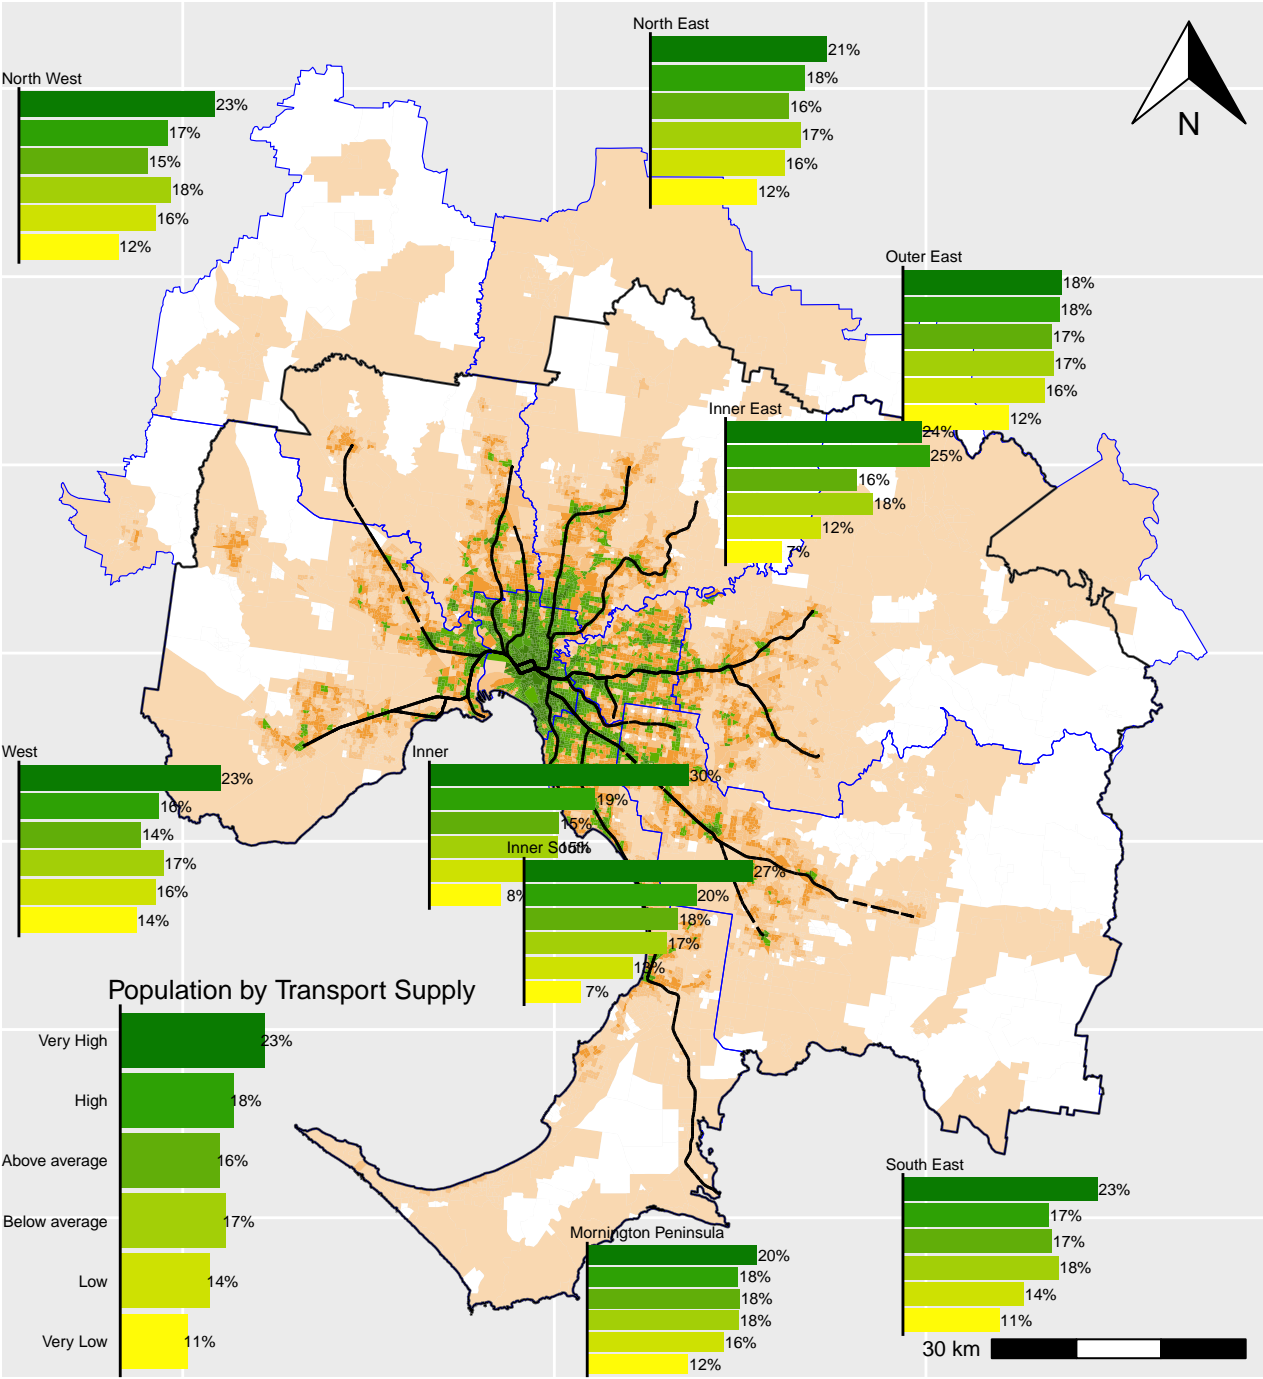 North East
21%
18%
16%
17%
16%
12%
N
North West
23%
17%
15%
18%
16%
12%
Outer East
18%
18%
17%
17%
16%
12%
Inner East
24%
25%
16%
18%
12%
7%
West
23%
16%
14%
17%
16%
14%
Inner
30%
19%
15%
15%
8%
Inner South
27%
20%
18%
17%
13%
7%
Population by Transport Supply
Very High 23%
High 18%
Above average 16%
Below average 17%
Low 14%
Very Low 11%
Mornington Peninsula
20%
18%
18%
18%
16%
12%
South East
23%
17%
17%
18%
14%
11%
30 km